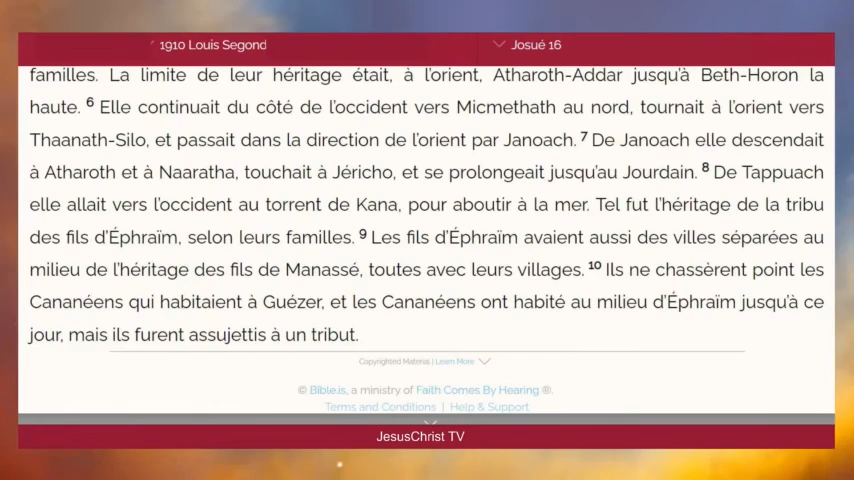 1910 Louis Segond
Josué 16
familles. La limite de leur héritage était, à l'orient, Atharoth-Addar jusqu'à Beth-Horon la
haute. 6 Elle continuait du côté de l'occident vers Micmethath au nord, tournait à l'orient vers
Thaanath-Silo, et passait dans la direction de l'orient par Janoach. 7 De Janoach elle descendait
à Atharoth et à Naaratha, touchait à Jéricho, et se prolongeait jusqu'au Jourdain. 8 De Tappuach
elle allait vers l'occident au torrent de Kana, pour aboutir à la mer. Tel fut l'héritage de la tribu
des fils d'Éphraïm, selon leurs familles. 9 Les fils d'Éphraïm avaient aussi des villes séparées au
milieu de l'héritage des fils de Manassé, toutes avec leurs villages. 10 Ils ne chassèrent point les
Cananéens qui habitaient à Guézer, et les Cananéens ont habité au milieu d'Éphraïm jusqu'à ce
jour, mais ils furent assujettis à un tribut.
Copyrighted Material | Learn More
© Bible.is, a ministry of Faith Comes By Hearing ®.
Terms and Conditions | Help & Support
JesusChrist TV